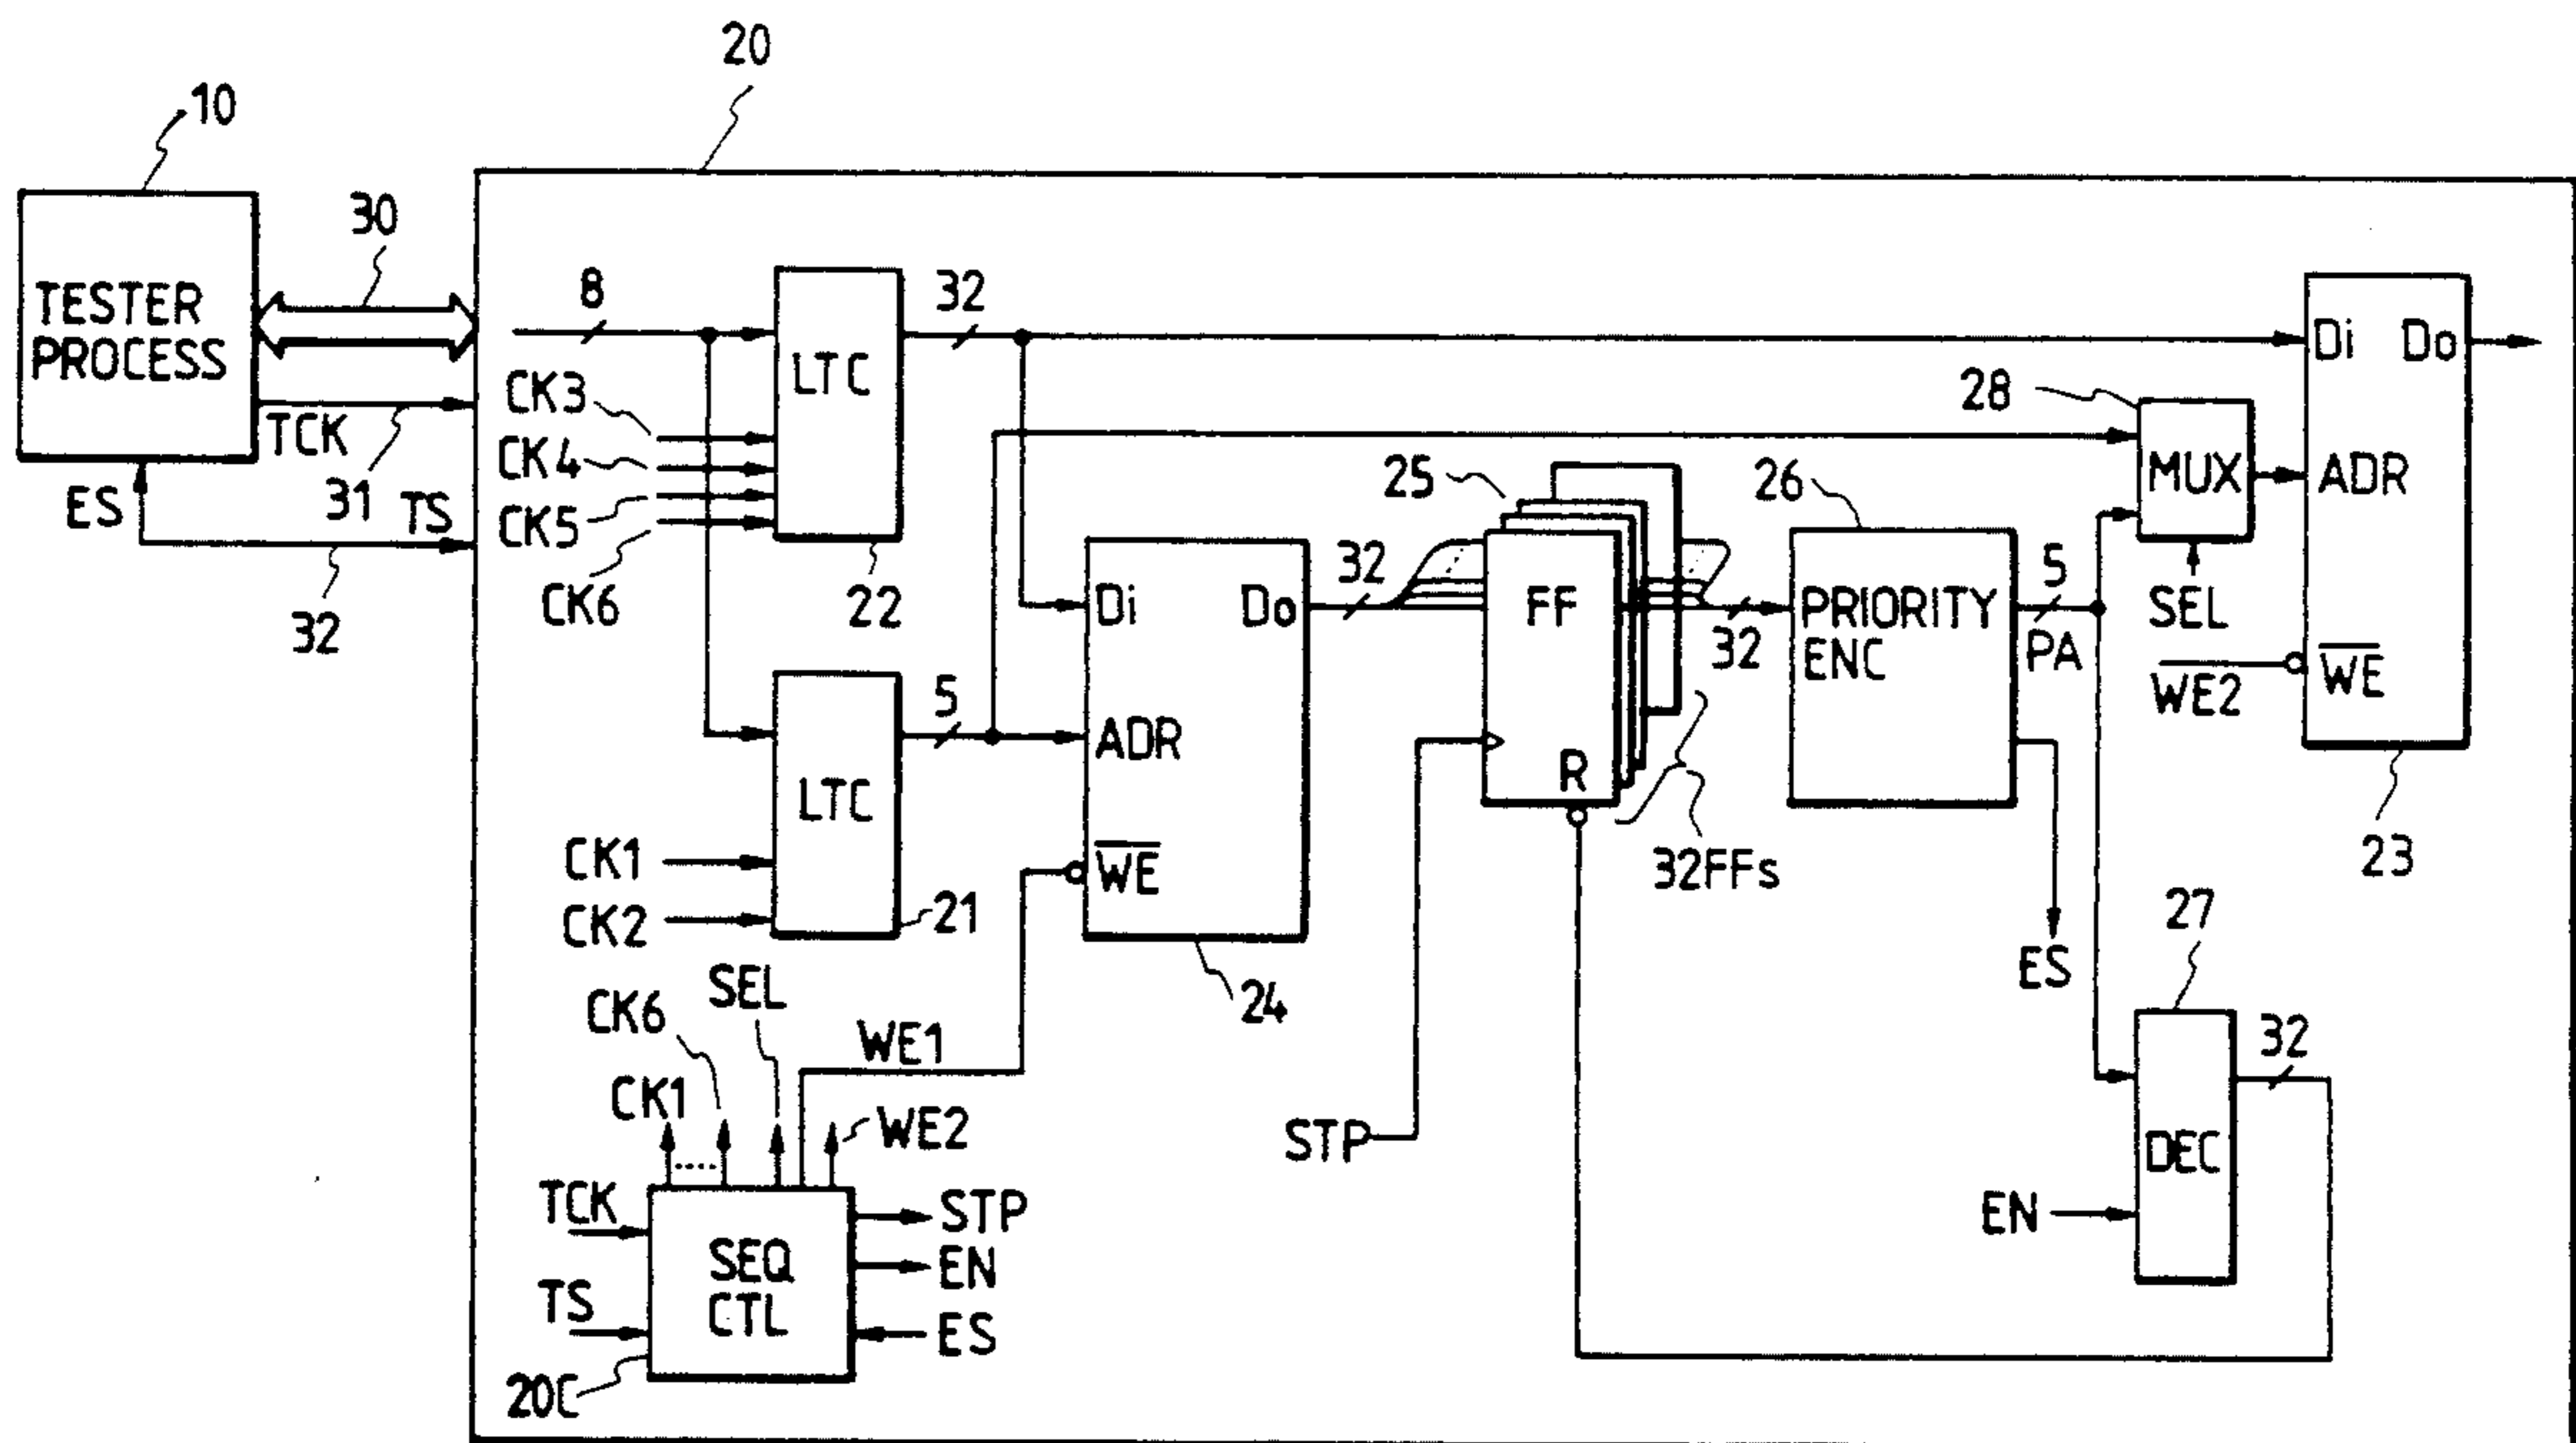 20
10
30
TESTER
PROCESS
TCK
31
ES
TS
32
8
LTC
32
CK3
CK4
CK5
CK6
22
Di
Do
23
28
MUX
ADR
SEL
WE2
WE
LTC
5
CK1
CK2
21
Di
Do
ADR
WE
24
32
25
FF
R
32
32FFs
STP
26
PRIORITY
ENC
5
PA
ES
27
32
DEC
EN
CK1
.....
CK6
SEL
WE1
WE2
TCK
TS
SEQ
CTL
STP
EN
ES
20C